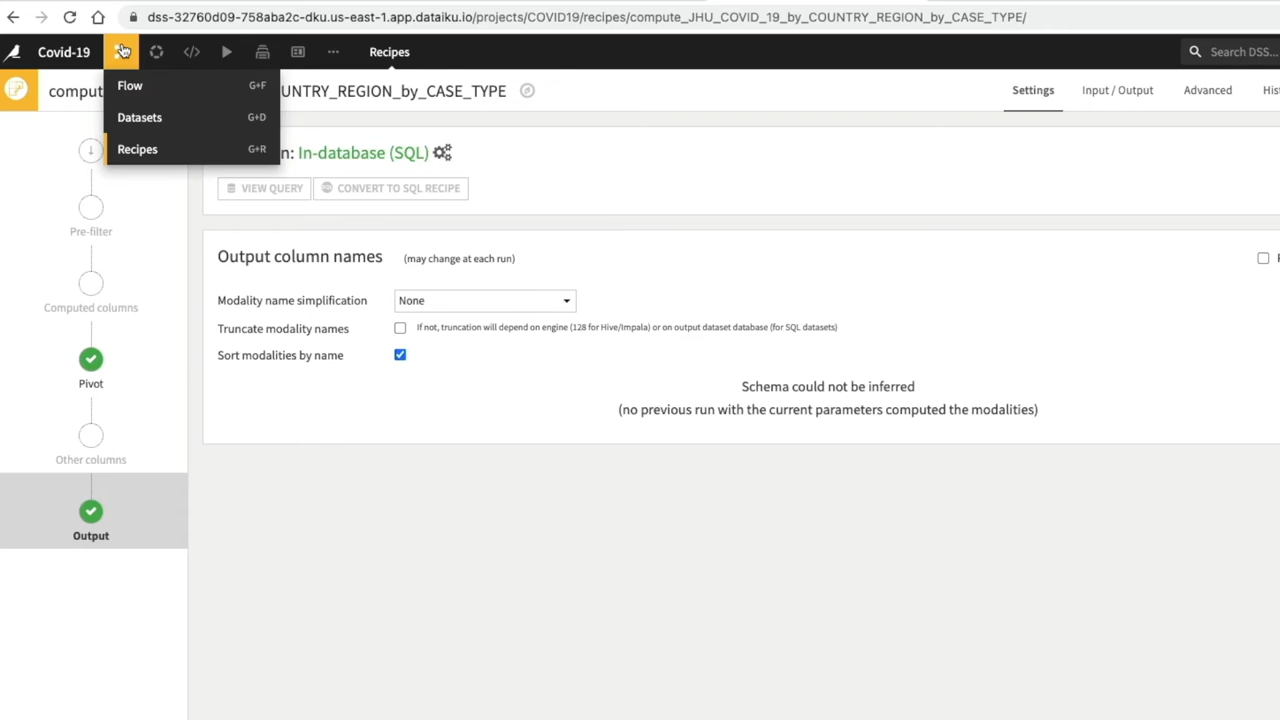 dss-32760d09-758aba2c-dku.us-east-1.app.dataiku.io/projects/COVID19/recipes/compute_JHU_COVID_19_by_COUNTRY_REGION_by_CASE_TYPE/
Covid-19 Recipes Search DSS...
Flow G+F
Datasets G+D
Recipes G+R
comput UNTRY_REGION_by_CASE_TYPE Settings Input / Output Advanced Hist
n: In-database (SQL)
VIEW QUERY CONVERT TO SQL RECIPE
Pre-filter
Computed columns
Pivot
Other columns
Output
Output column names (may change at each run)
Modality name simplification None
Truncate modality names If not, truncation will depend on engine (128 for Hive/Impala) or on output dataset database (for SQL datasets)
Sort modalities by name
Schema could not be inferred
(no previous run with the current parameters computed the modalities)